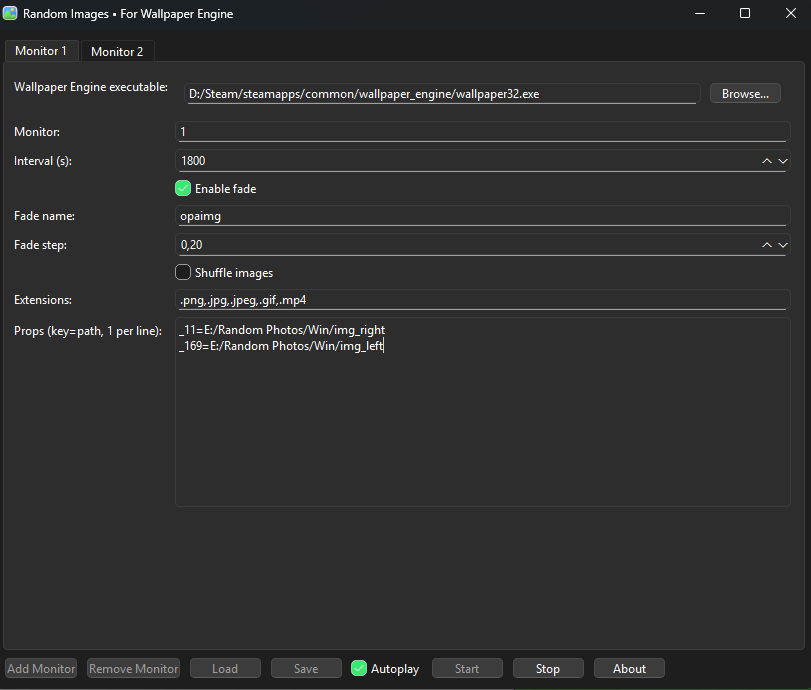 Random Images • For Wallpaper Engine
Monitor 1
Monitor 2
Wallpaper Engine executable:
D:/Steam/steamapps/common/wallpaper_engine/wallpaper32.exe
Browse...
Monitor:
1
Interval (s):
1800
Enable fade
Fade name:
opaimg
Fade step:
0,20
Shuffle images
Extensions:
.png,.jpg,.jpeg,.gif,.mp4
Props (key=path, 1 per line):
_11=E:/Random Photos/Win/img_right
_169=E:/Random Photos/Win/img_left
Add Monitor
Remove Monitor
Load
Save
Autoplay
Start
Stop
About